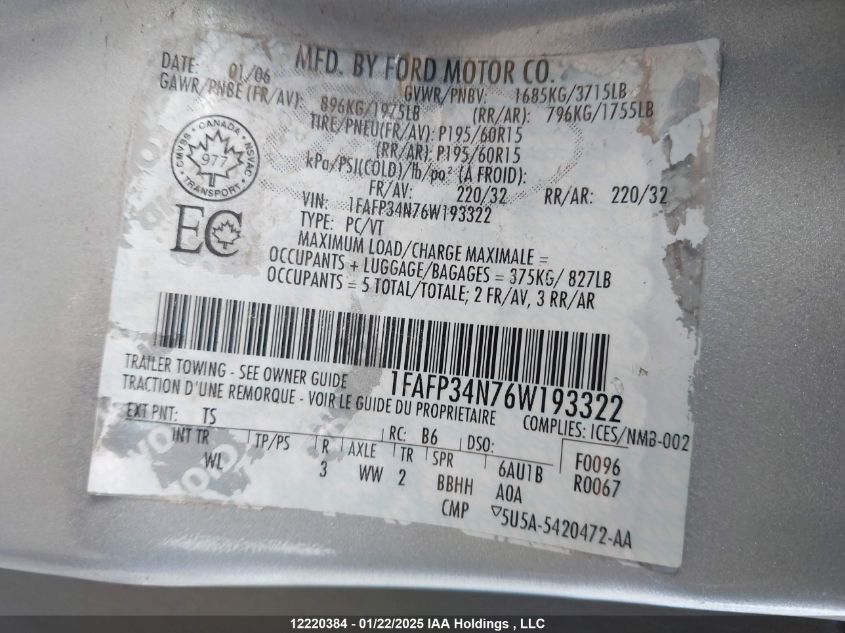 MFD. BY FORD MOTOR CO.
DATE: 01/06
GVWR/PNBV: 1685KG/3715LB
GAWR/PNBE (FR/AV): 896KG/1975LB (RR/AR): 796KG/1755LB
TIRE/PNEU(FR/AV): P195/60R15
(RR/AR): P195/60R15
kPa/PSI(COLD)/lb/po² (A FROID):
FR/AV: 220/32 RR/AR: 220/32
VIN: 1FAFP34N76W193322
TYPE: PC/VT
MAXIMUM LOAD/CHARGE MAXIMALE =
OCCUPANTS + LUGGAGE/BAGAGES = 375KG/ 827LB
OCCUPANTS = 5 TOTAL/TOTALE; 2 FR/AV, 3 RR/AR
CANADA
CMVSS 977 NSVAC
TRANSPORT
EC
TRAILER TOWING - SEE OWNER GUIDE
TRACTION D'UNE REMORQUE - VOIR LE GUIDE DU PROPRIETAIRE
1FAFP34N76W193322
COMPLIES: ICES/NMB-002
EXT PNT: TS RC: B6 DSO: F0096
INT TR TP/PS R AXLE TR SPR 6AU1B R0067
WL 3 WW 2 BBHH A0A
CMP ▽5U5A-5420472-AA
12220384 - 01/22/2025 IAA Holdings , LLC